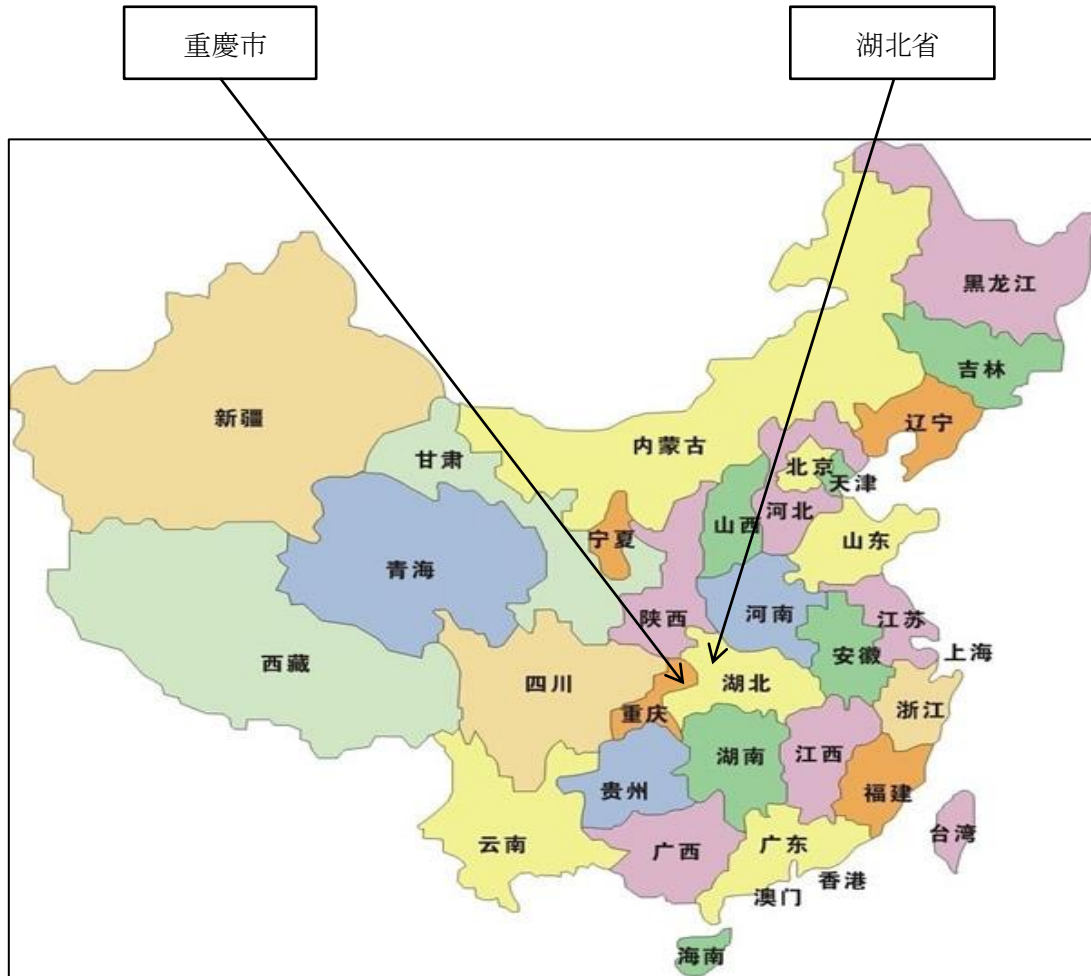 重慶市
湖北省
黑龙江
吉林
辽宁
新疆
内蒙古
甘肃
北京
天津
河北
山西
宁夏
山东
青海
陕西
河南
江苏
上海
安徽
西藏
四川
湖北
浙江
重庆
湖南
江西
贵州
福建
台湾
云南
广西
广东
香港
澳门
海南